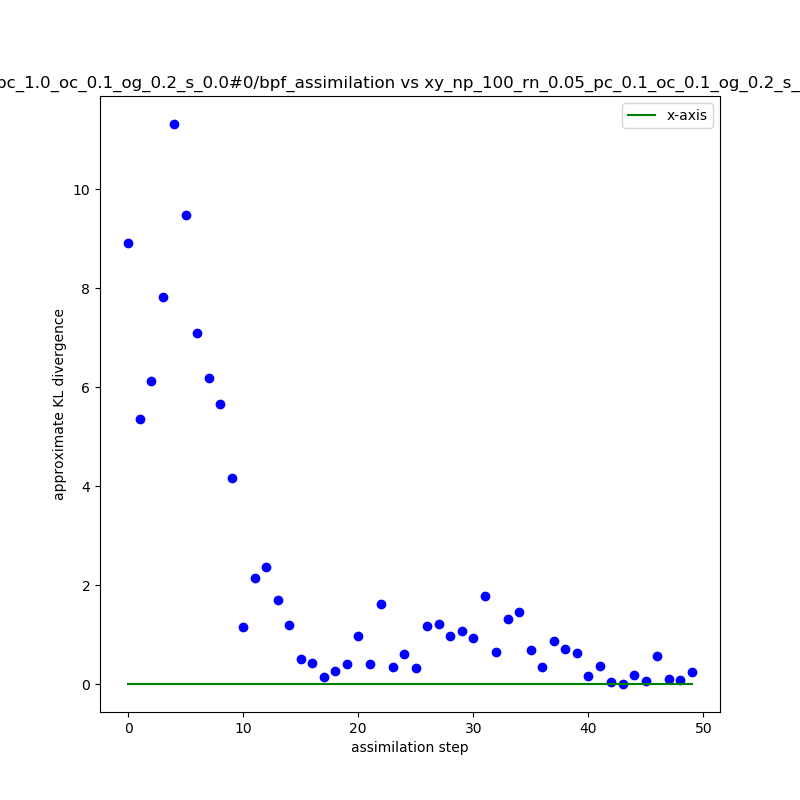 pc_1.0_oc_0.1_og_0.2_s_0.0#0/bpf_assimilation vs xy_np_100_rn_0.05_pc_0.1_oc_0.1_og_0.2_s_
x-axis
approximate KL divergence
10
8
6
4
2
0
0 10 20 30 40 50
assimilation step